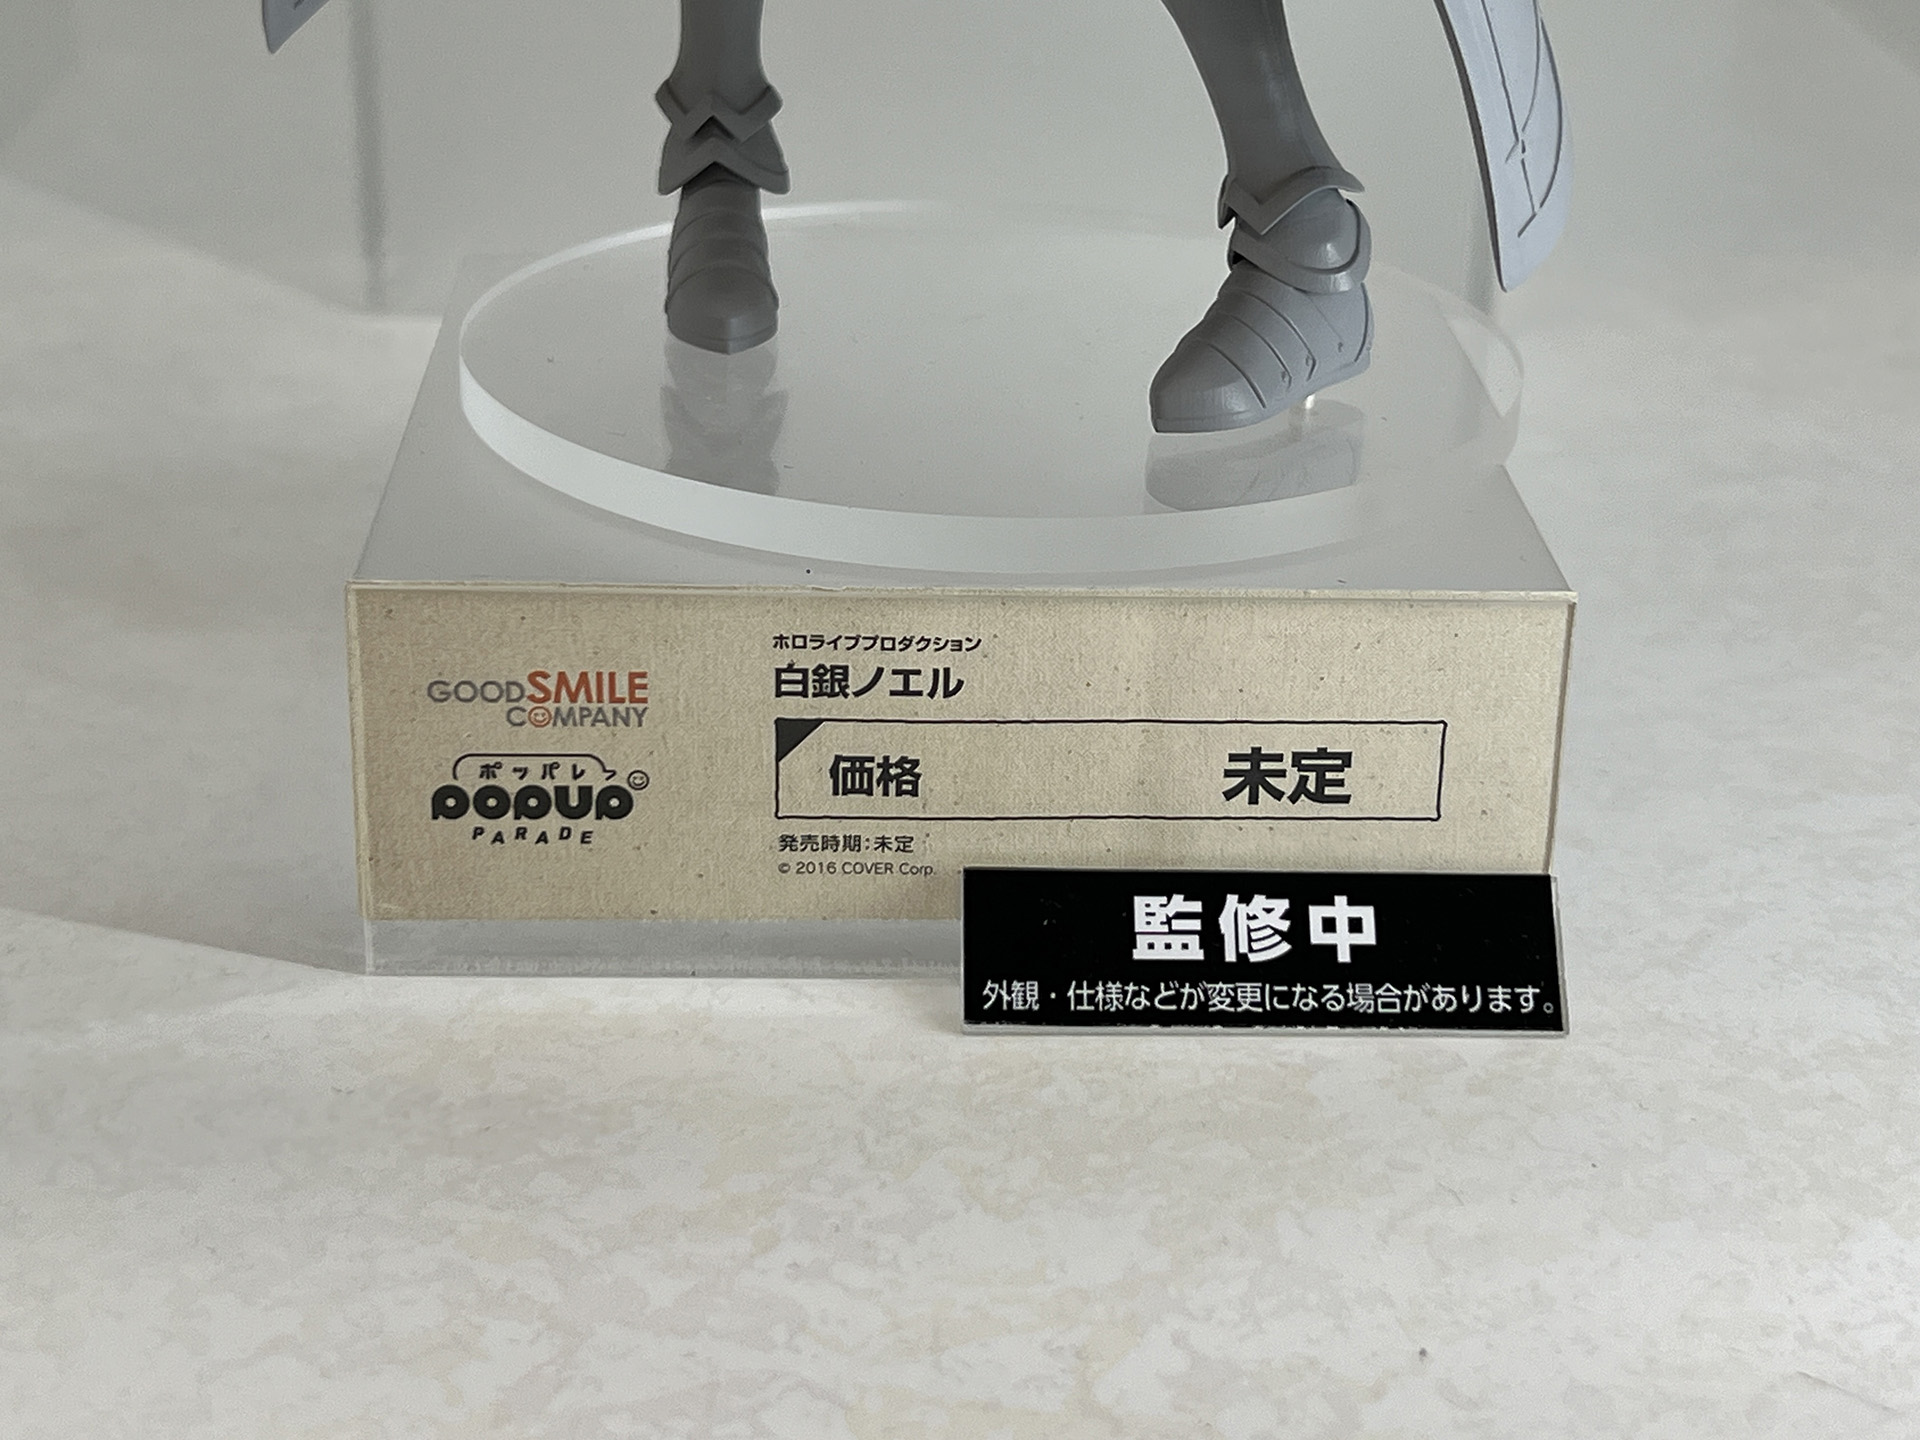 GOODSMILE
COMPANY
ポッパレ
POPUP
PARADE
ホロライブプロダクション
白銀ノエル
価格 未定
発売時期:未定
© 2016 COVER Corp.
監修中
外観・仕様などが変更になる場合があります。